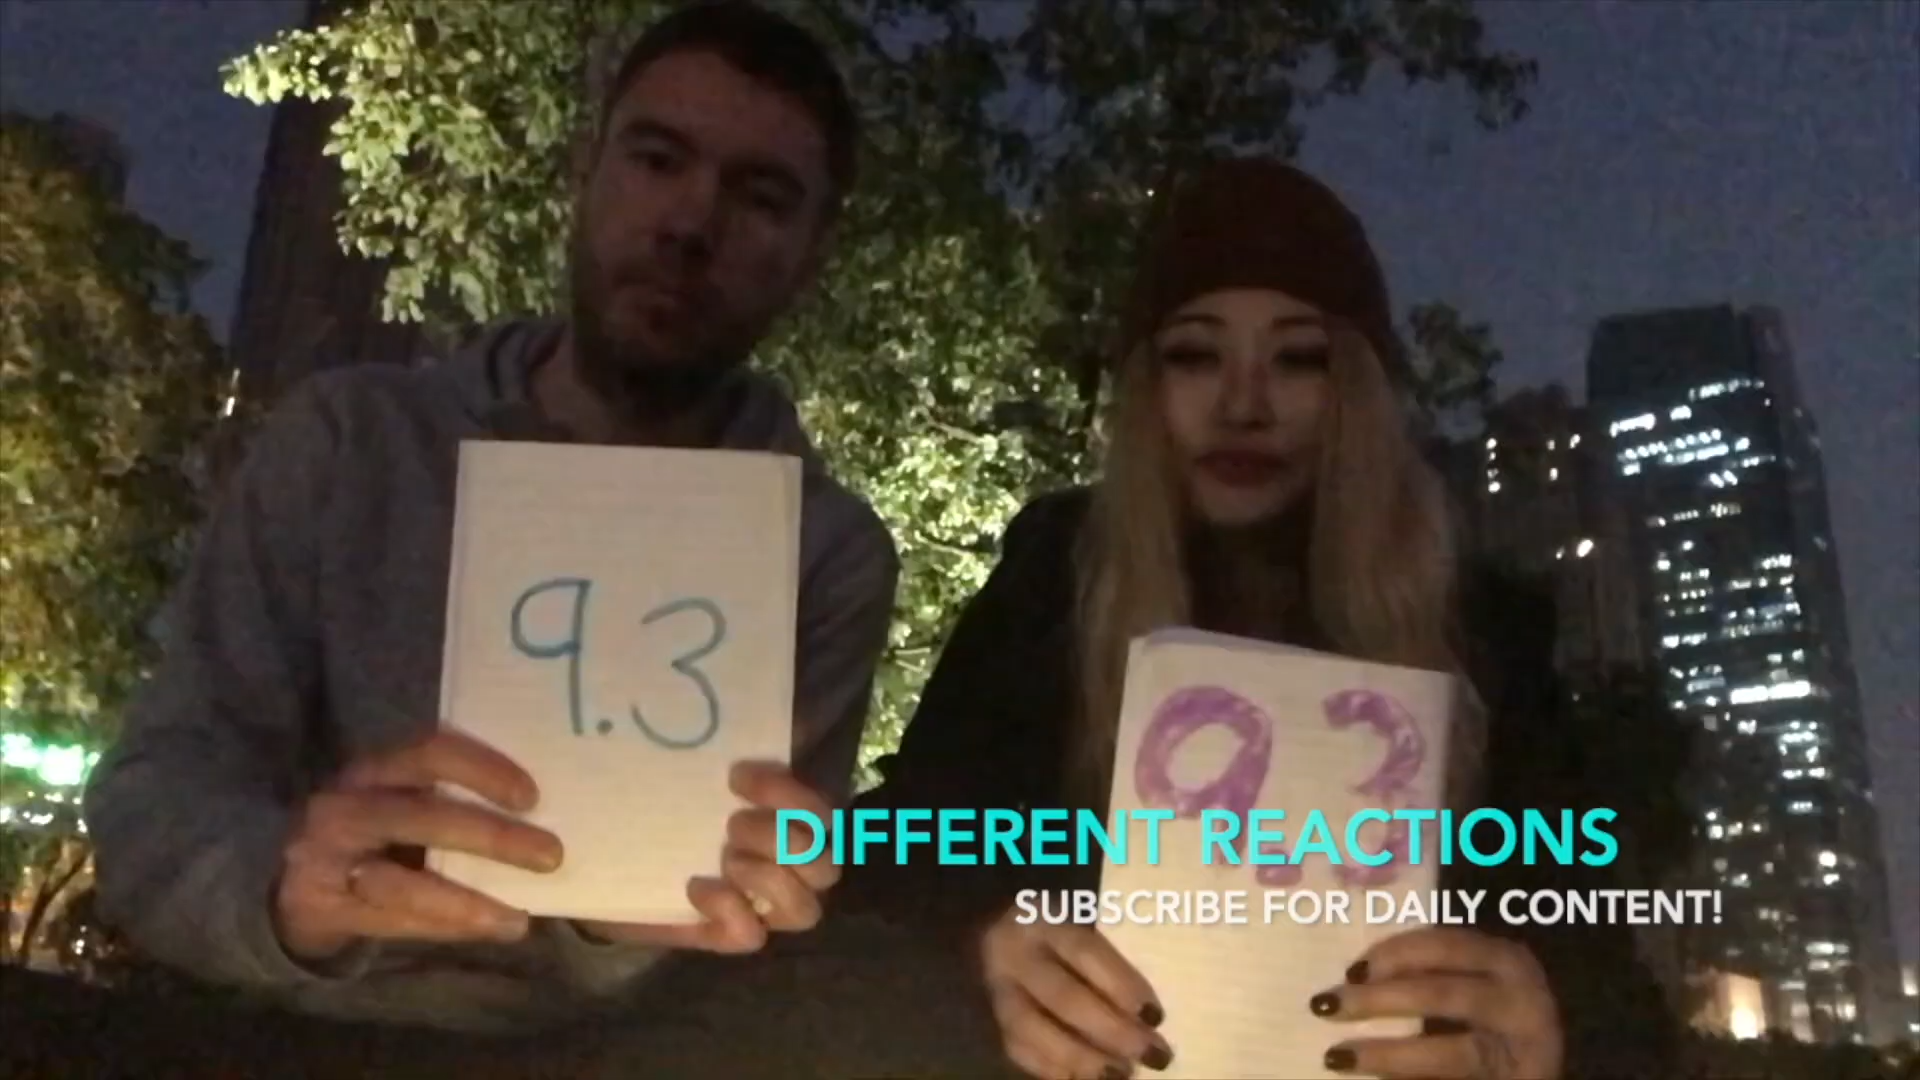 9.3
9.3
DIFFERENT REACTIONS
SUBSCRIBE FOR DAILY CONTENT!